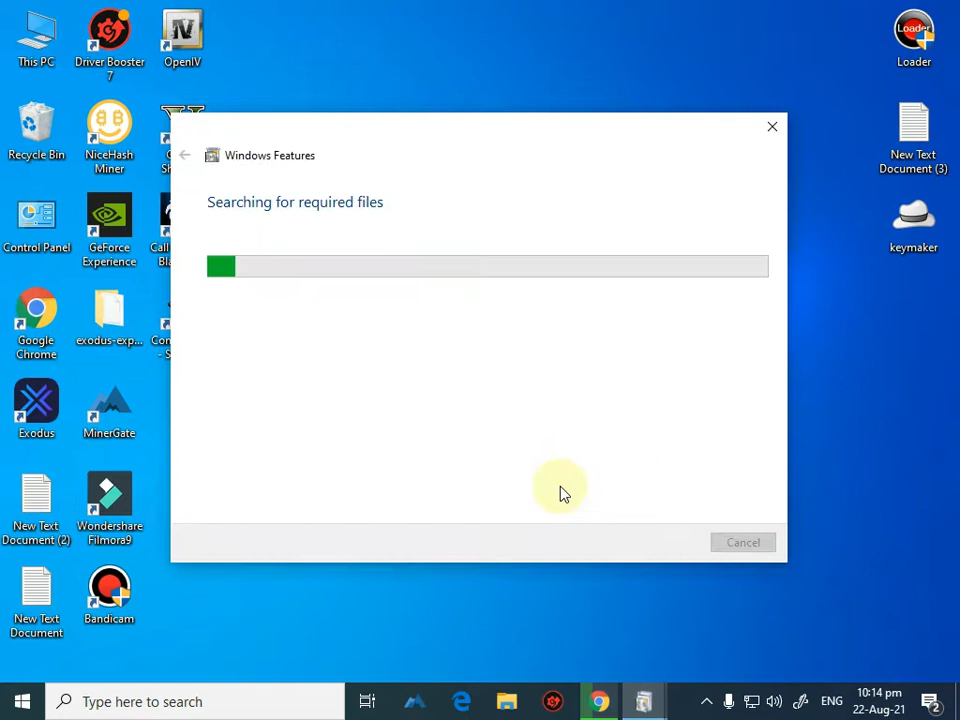 This PC
Driver Booster
7
OpenIV
Loader
Loader
Recycle Bin
NiceHash
Miner
New Text
Document (3)
Control Panel
GeForce
Experience
keymaker
Google
Chrome
exodus-exp...
Exodus
MinerGate
New Text
Document (2)
Wondershare
Filmora9
New Text
Document
Bandicam
Windows Features
Searching for required files
Cancel
Type here to search
ENG
10:14 pm
22-Aug-21
2